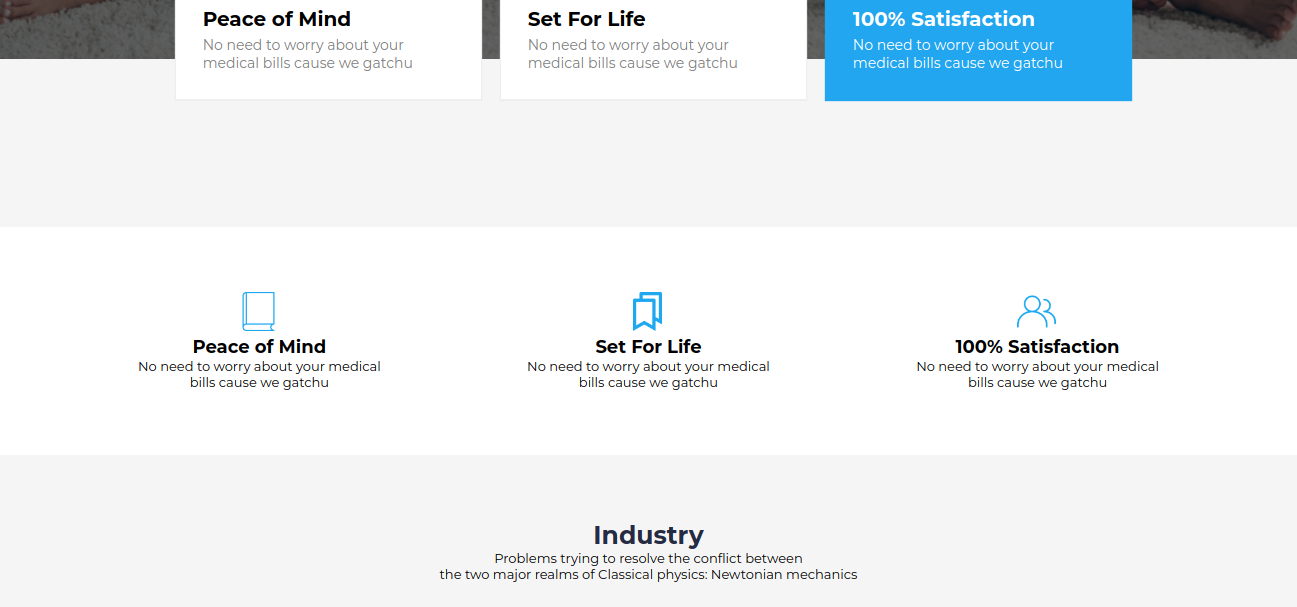 Peace of Mind
No need to worry about your
medical bills cause we gatchu
Set For Life
No need to worry about your
medical bills cause we gatchu
100% Satisfaction
No need to worry about your
medical bills cause we gatchu
Peace of Mind
No need to worry about your medical
bills cause we gatchu
Set For Life
No need to worry about your medical
bills cause we gatchu
100% Satisfaction
No need to worry about your medical
bills cause we gatchu
Industry
Problems trying to resolve the conflict between
the two major realms of Classical physics: Newtonian mechanics